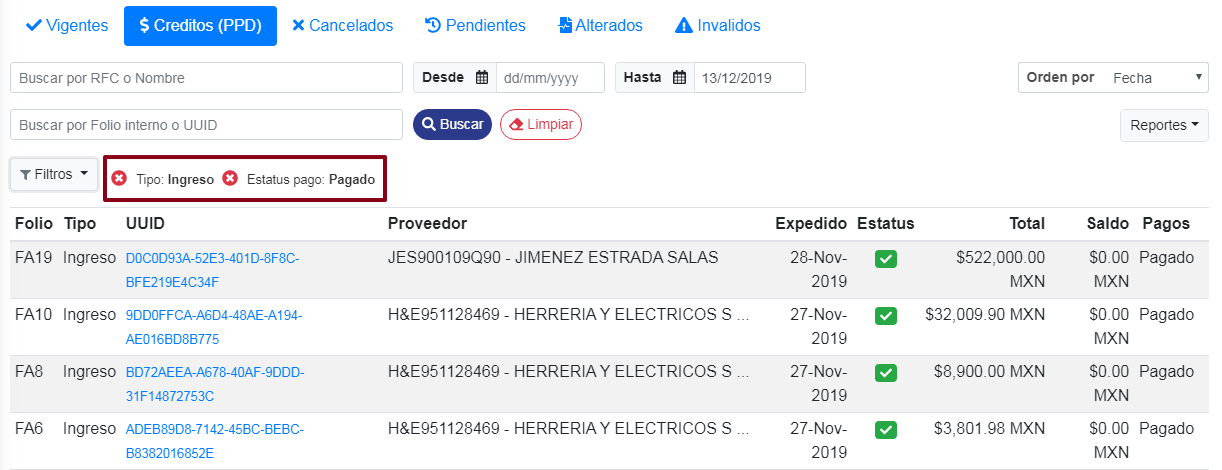 Vigentes $ Creditos (PPD) Cancelados Pendientes Alterados Invalidos
Buscar por RFC o Nombre Desde dd/mm/yyyy Hasta 13/12/2019 Orden por Fecha
Buscar por Folio interno o UUID Buscar Limpiar Reportes
Filtros Tipo: Ingreso Estatus pago: Pagado
Folio Tipo UUID Proveedor Expedido Estatus Total Saldo Pagos
FA19 Ingreso D0C0D93A-52E3-401D-8F8C- JES900109Q90 - JIMENEZ ESTRADA SALAS 28-Nov- $522,000.00 $0.00 Pagado
BFE219E4C34F 2019 MXN MXN
FA10 Ingreso 9DD0FFCA-A6D4-48AE-A194- H&E951128469 - HERRERIA Y ELECTRICOS S ... 27-Nov- $32,009.90 MXN $0.00 Pagado
AE016BD8B775 2019 MXN
FA8 Ingreso BD72AEEA-A678-40AF-9DDD- H&E951128469 - HERRERIA Y ELECTRICOS S ... 27-Nov- $8,900.00 MXN $0.00 Pagado
31F14872753C 2019 MXN
FA6 Ingreso ADEB89D8-7142-45BC-BEBC- H&E951128469 - HERRERIA Y ELECTRICOS S ... 27-Nov- $3,801.98 MXN $0.00 Pagado
B8382016852E 2019 MXN